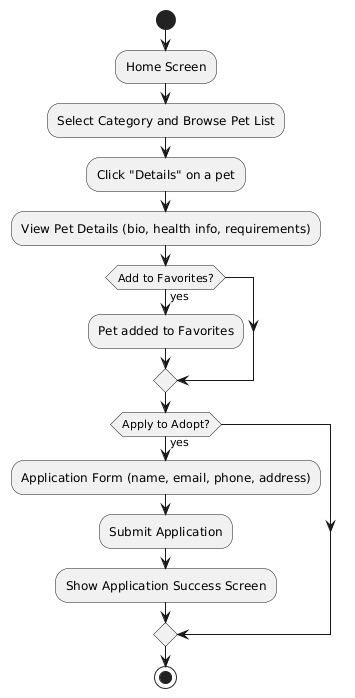 Home Screen
Select Category and Browse Pet List
Click "Details" on a pet
View Pet Details (bio, health info, requirements)
Add to Favorites?
yes
Pet added to Favorites
Apply to Adopt?
yes
Application Form (name, email, phone, address)
Submit Application
Show Application Success Screen